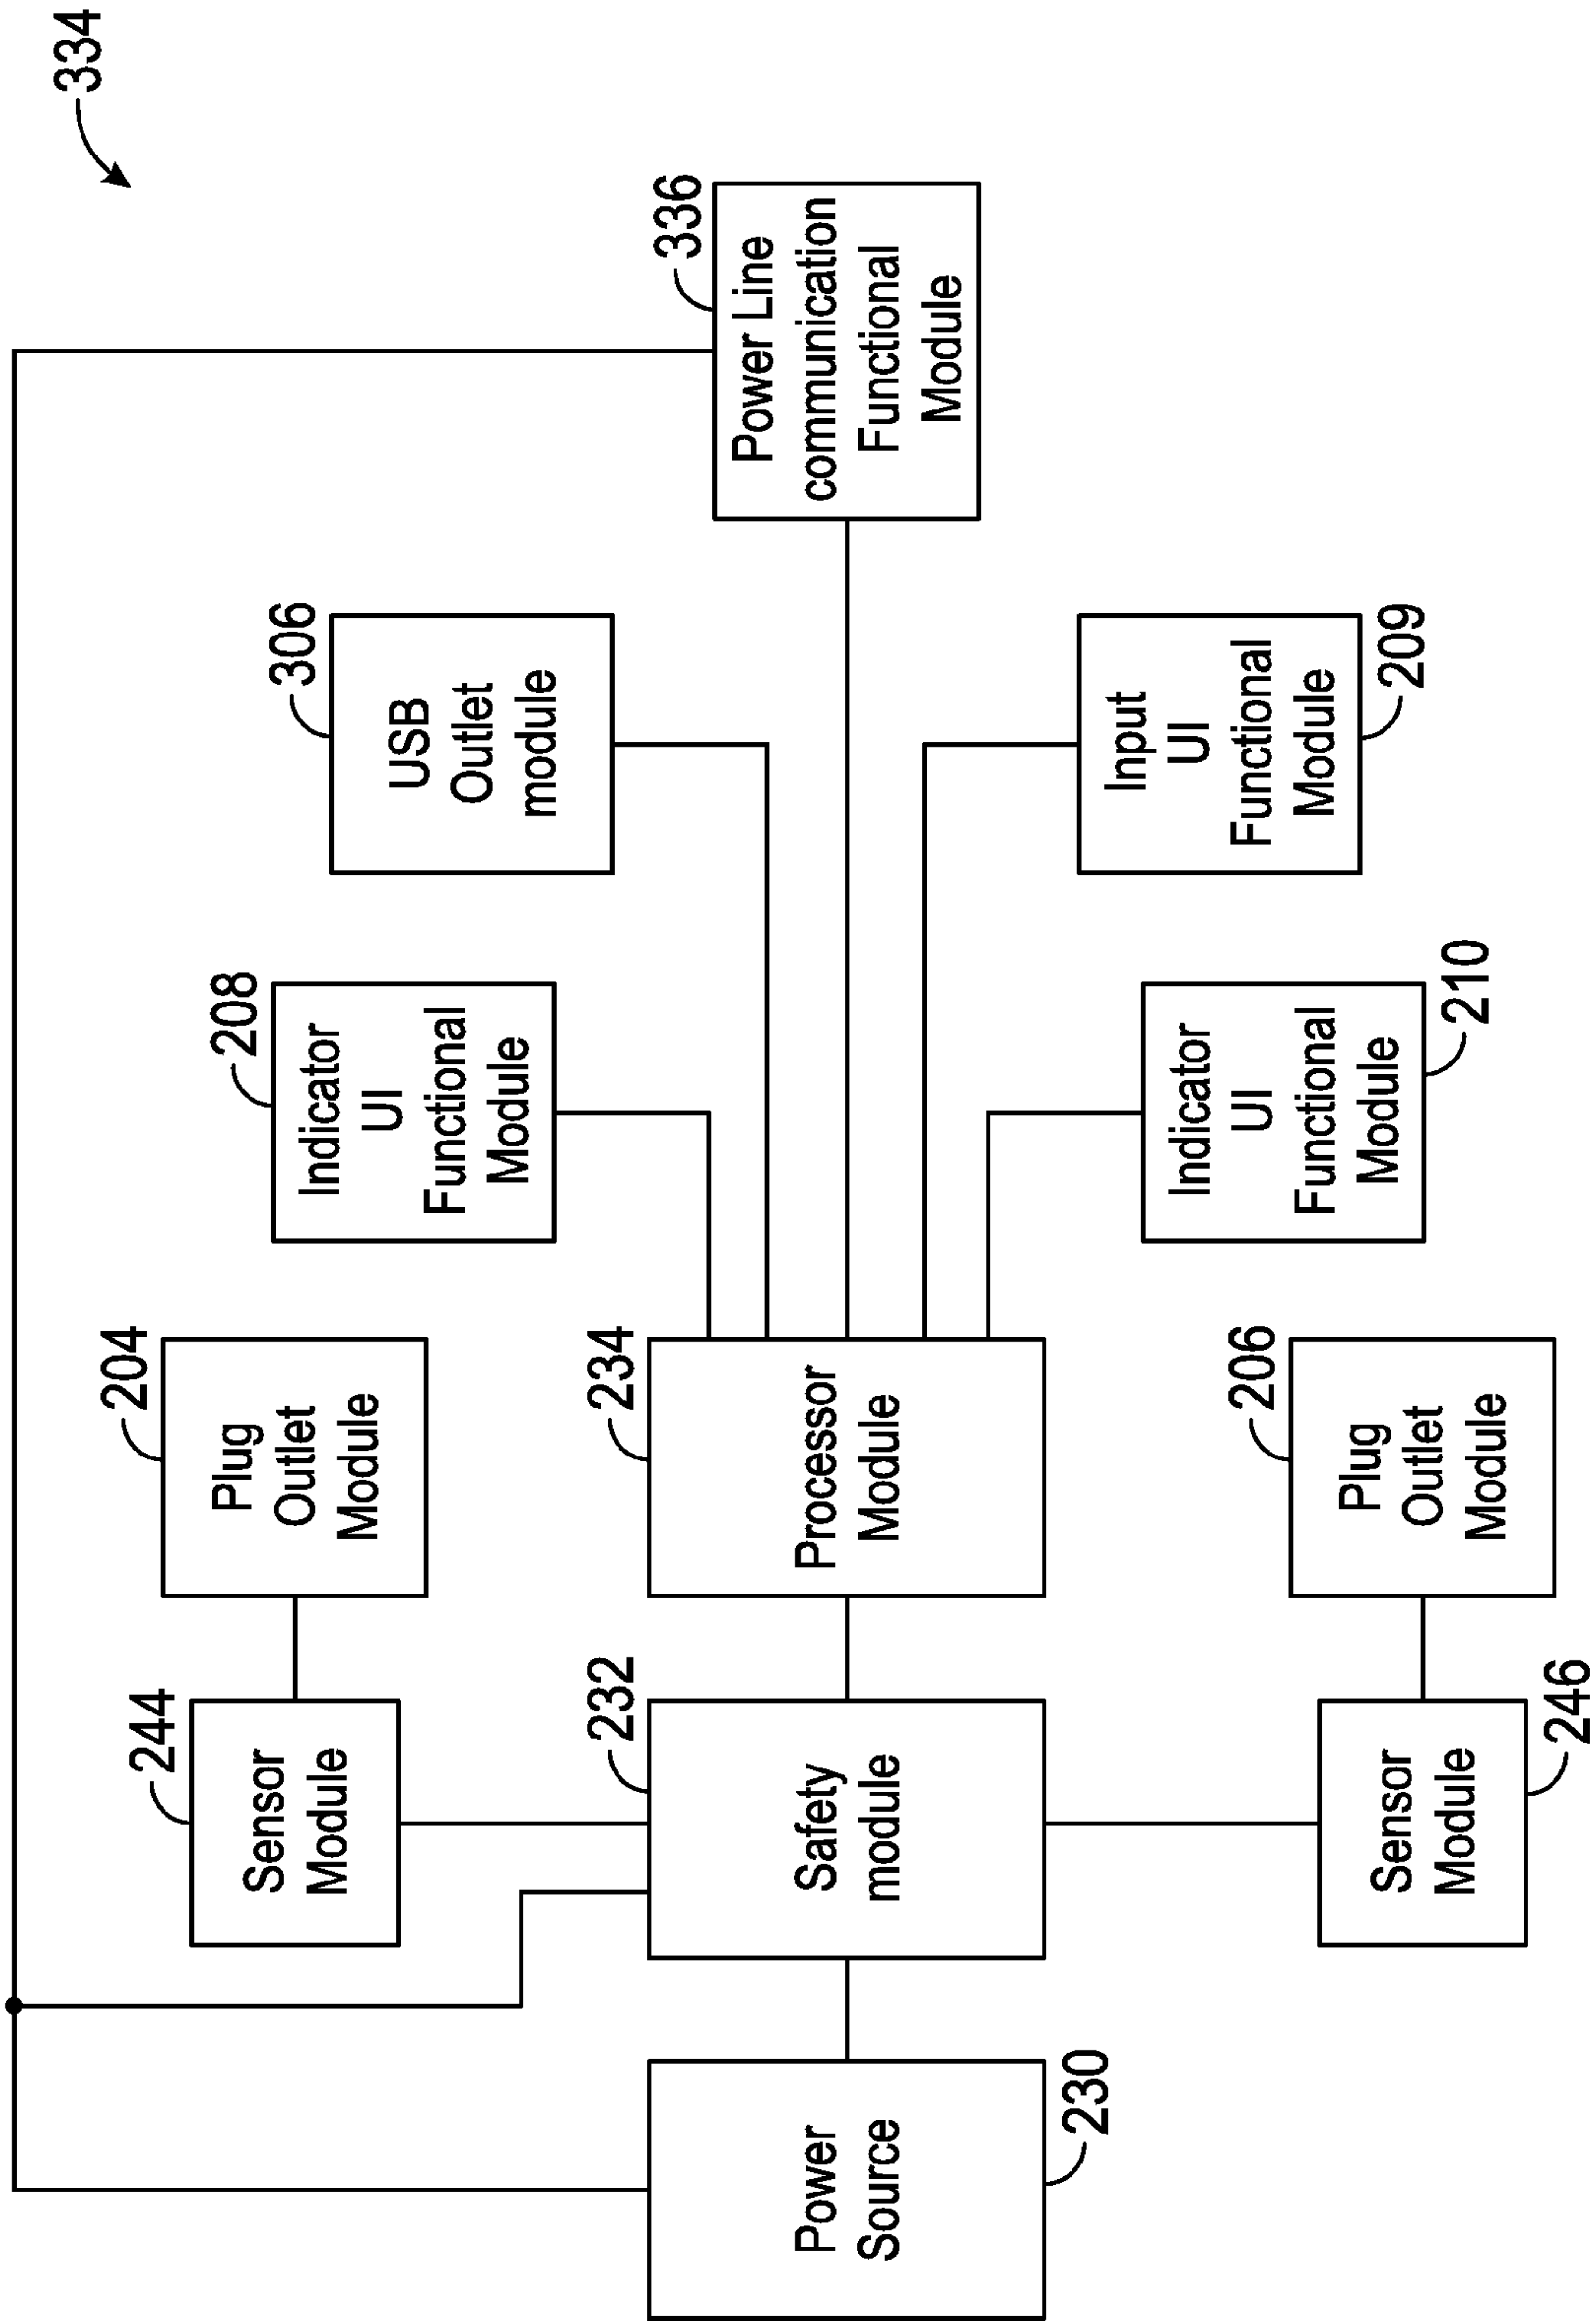 334
336
Power Line
communication
Functional
Module
306
USB
Outlet
module
209
Input
UI
Functional
Module
208
Indicator
UI
Functional
Module
210
Indicator
UI
Functional
Module
204
Plug
Outlet
Module
234
Processor
Module
206
Plug
Outlet
Module
244
Sensor
Module
232
Safety
module
246
Sensor
Module
230
Power
Source